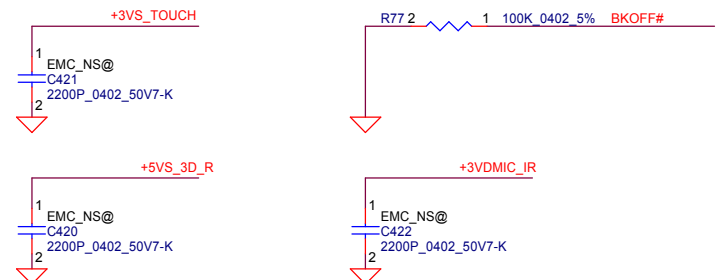 +3VS_TOUCH
1
EMC_NS@
C421
2200P_0402_50V7-K
2
R77 2 1 100K_0402_5% BKOFF#
+5VS_3D_R
1
EMC_NS@
C420
2200P_0402_50V7-K
2
+3VDMIC_IR
1
EMC_NS@
C422
2200P_0402_50V7-K
2